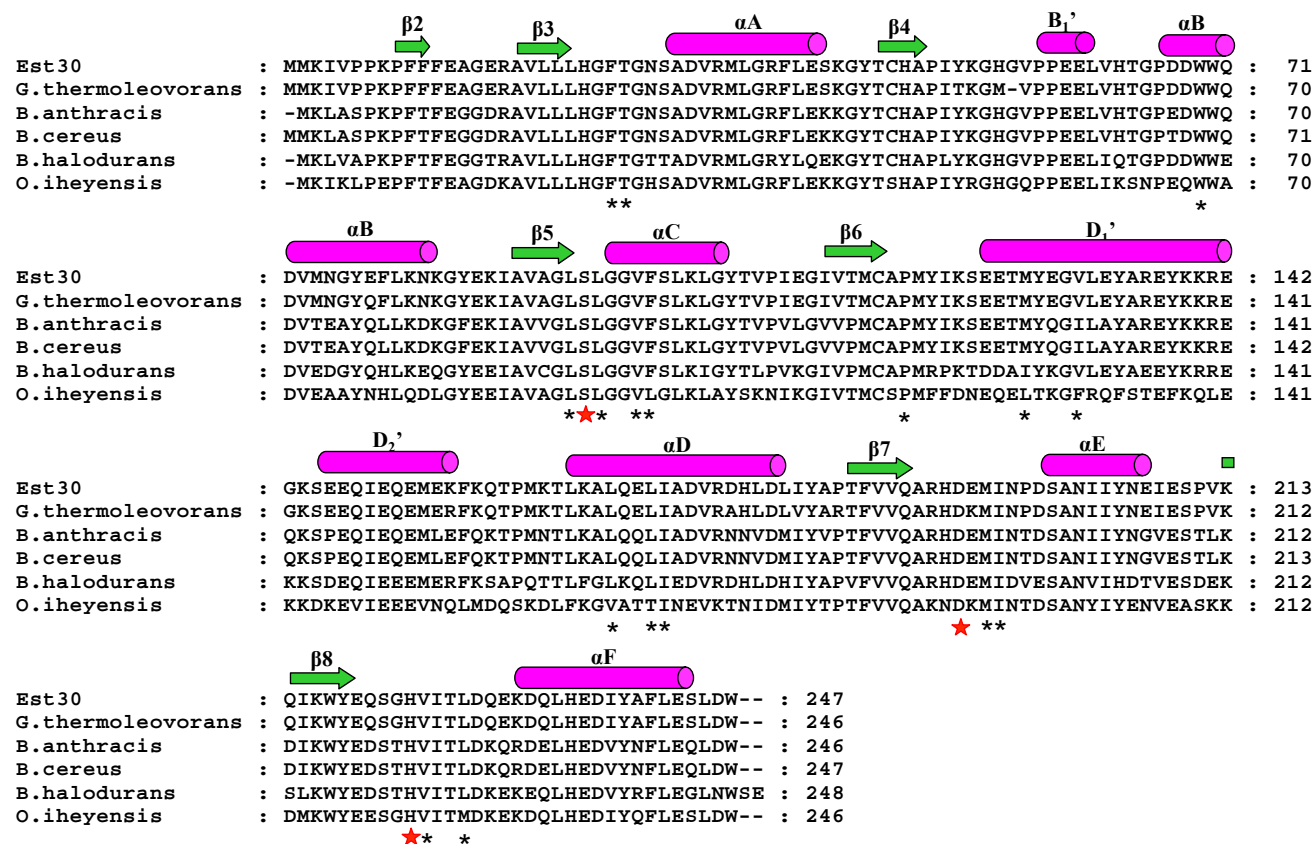 β2 β3 αA β4 B₁’ αB
Est30 : MMKIVPPKPFFFEAGERAVLLLHGFTGNSADVRMLGRFLESKGYTCHAPIYKGHGVPPEELVHTGPDDWWQ : 71
G.thermoleovorans : MMKIVPPKPFFFEAGERAVLLLHGFTGNSADVRMLGRFLESKGYTCHAPITKGM-VPPEELVHTGPDDWWQ : 70
B.anthracis : -MKLASPKPFTFEGGDRAVLLLHGFTGNSADVRMLGRFLEKKGYTCHAPIYKGHGVPPEELVHTGPEDWWQ : 70
B.cereus : MMKLASPKPFTFEGGDRAVLLLHGFTGNSADVRMLGRFLEKKGYTCHAPIYKGHGVPPEELVHTGPTDWWQ : 71
B.halodurans : -MKLVAPKPFTFEGGTRAVLLLHGFTGTTADVRMLGRYLQEKGYTCHAPLYKGHGVPPEELIQTGPDDWWE : 70
O.iheyensis : -MKIKLPEPFTFEAGDKAVLLLHGFTGHSADVRMLGRFLEKKGYTSHAPIYRGHGQPPEELIKSNPEQWWA : 70
** *
αB β5 αC β6 D₁’
Est30 : DVMNGYEFLKNKGYEKIAVAGLSLGGVFSLKLGYTVPIEGIVTMCAPMYIKSEETMYEGVLEYAREYKKRE : 142
G.thermoleovorans : DVMNGYQFLKNKGYEKIAVAGLSLGGVFSLKLGYTVPIEGIVTMCAPMYIKSEETMYEGVLEYAREYKKRE : 141
B.anthracis : DVTEAYQLLKDKGFEKIAVVGLSLGGVFSLKLGYTVPVLGVVPMCAPMYIKSEETMYQGILAYAREYKKRE : 141
B.cereus : DVTEAYQLLKDKGFEKIAVVGLSLGGVFSLKLGYTVPVLGVVPMCAPMYIKSEETMYQGILAYAREYKKRE : 142
B.halodurans : DVEDGYQHLKEQGYEEIAVCGLSLGGVFSLKIGYTLPVKGIVPMCAPMRPKTDDAIYKGVLEYAEEYKRRE : 141
O.iheyensis : DVEAAYNHLQDLGYEEIAVAGLSLGGVLGLKLAYSKNIKGIVTMCSPMFFDNEQELTKGFRQFSTEFKQLE : 141
*★* ** * * *
D₂’ αD β7 αE
Est30 : GKSEEQIEQEMEKFKQTPMKTLKALQELIADVRDHLDLIYAPTFVVQARHDEMINPDSANIIYNEIESPVK : 213
G.thermoleovorans : GKSEEQIEQEMERFKQTPMKTLKALQELIADVRAHLDLVYARTFVVQARHDKMINPDSANIIYNEIESPVK : 212
B.anthracis : QKSPEQIEQEMLEFQKTPMNTLKALQQLIADVRNNVDMIYVPTFVVQARHDEMINTDSANIIYNGVESTLK : 212
B.cereus : QKSPEQIEQEMLEFQKTPMNTLKALQQLIADVRNNVDMIYAPTFVVQARHDEMINTDSANIIYNGVESTLK : 213
B.halodurans : KKSDEQIEEEMERFKSAPQTTLFGLKQLIEDVRDHLDHIYAPVFVVQARHDEMIDVESANVIHDTVESDEK : 212
O.iheyensis : KKDKEVIEEEVNQLMDQSKDLFKGVATTINEVKTNIDMIYTPTFVVQAKNDKMINTDSANYIYENVEASKK : 212
* ** ★ **
β8 αF
Est30 : QIKWYEQSGHVITLDQEKDQLHEDIYAFLESLDW-- : 247
G.thermoleovorans : QIKWYEQSGHVITLDQEKDQLHEDIYAFLESLDW-- : 246
B.anthracis : DIKWYEDSTHVITLDKQRDELHEDVYNFLEQLDW-- : 246
B.cereus : DIKWYEDSTHVITLDKQRDELHEDVYNFLEQLDW-- : 247
B.halodurans : SLKWYEDSTHVITLDKEKEQLHEDVYRFLEGLNWSE : 248
O.iheyensis : DMKWYEESGHVITMDKEKDQLHEDIYQFLESLDW-- : 246
★* *